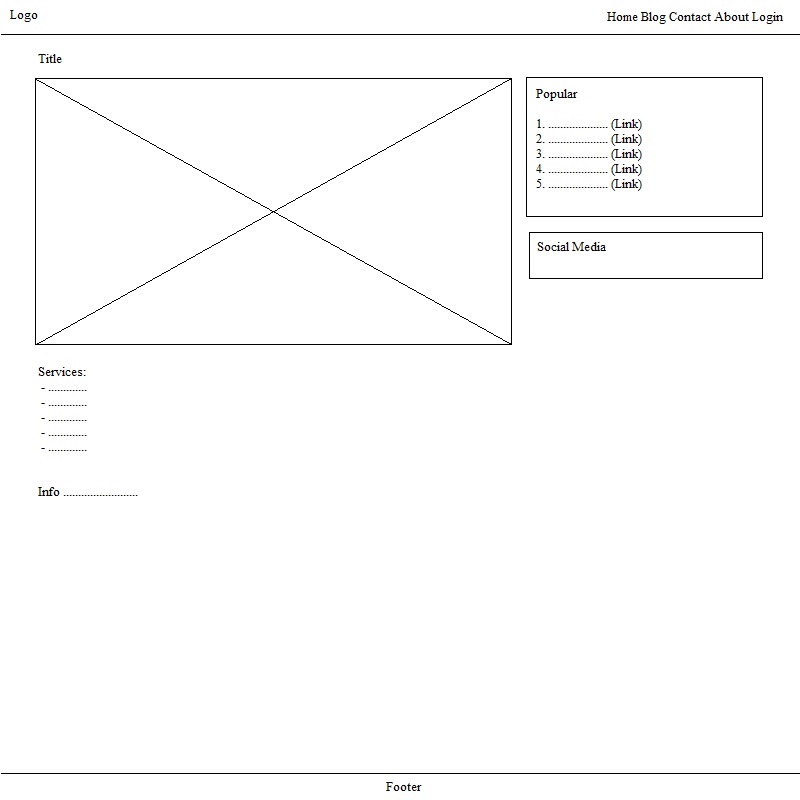 Logo
Home Blog Contact About Login
Title
Popular
1. .................... (Link)
2. .................... (Link)
3. .................... (Link)
4. .................... (Link)
5. .................... (Link)
Social Media
Services:
- .............
- .............
- .............
- .............
- .............
Info .........................
Footer